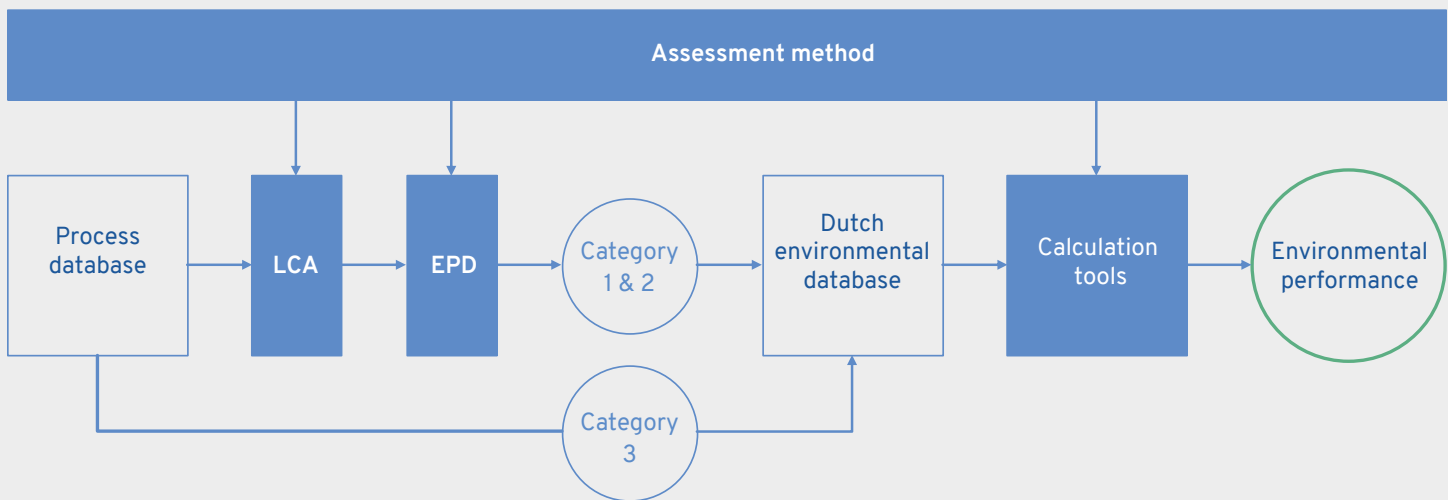 Assessment method
Process
database
LCA
EPD
Category
1 & 2
Dutch
environmental
database
Calculation
tools
Environmental
performance
Category
3